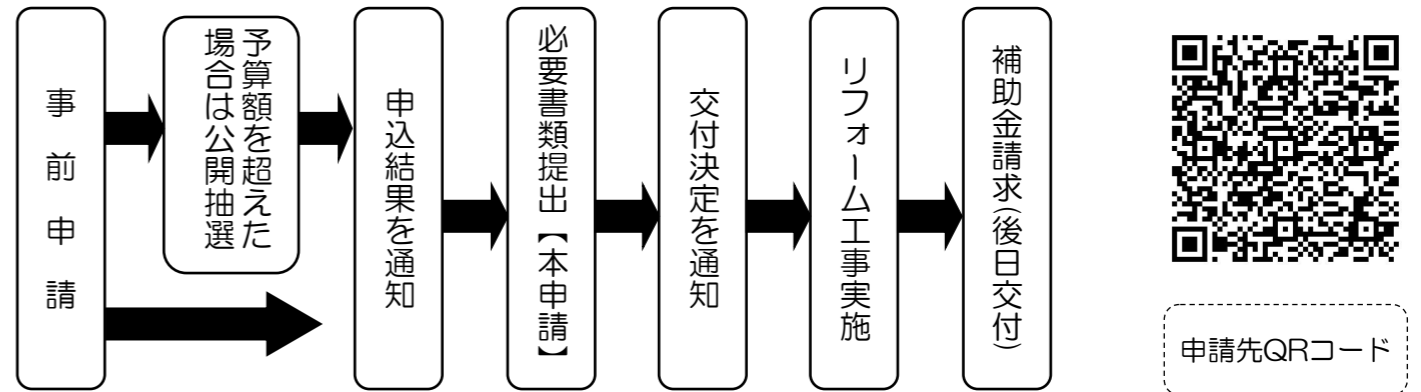 事前申請
予算額を超えた
場合は公開抽選
申込結果を通知
必要書類提出【本申請】
交付決定を通知
リフォーム工事実施
補助金請求(後日交付)
申請先QRコード